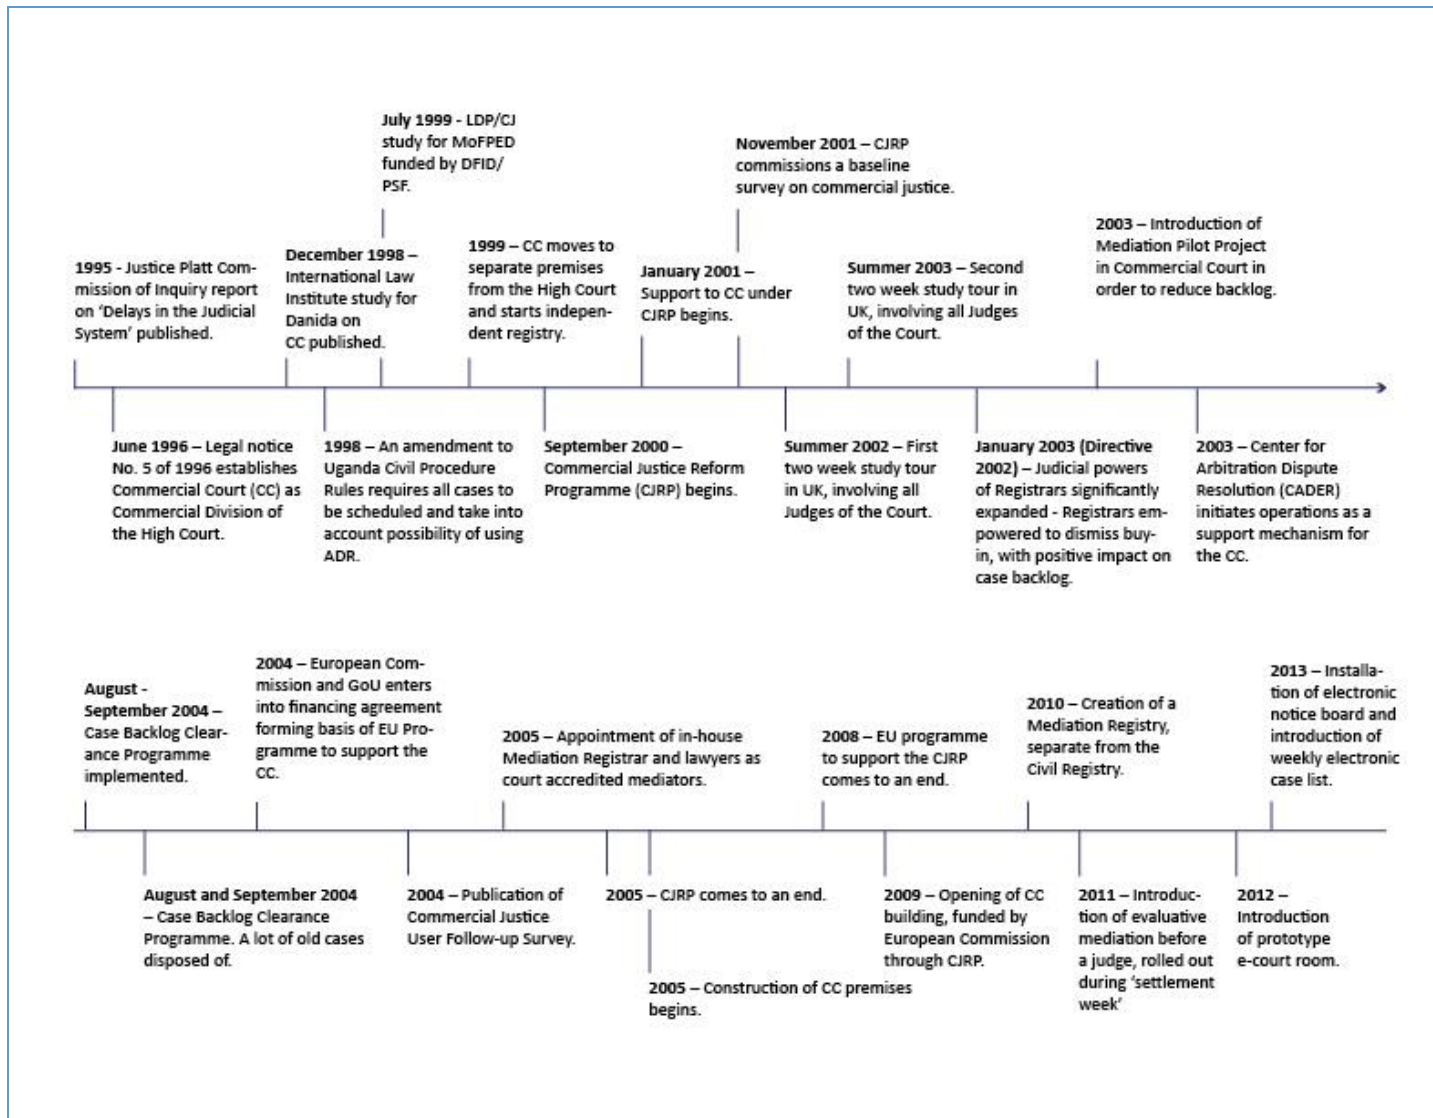 July 1999 - LDP/CJ
study for MoFPED
funded by DFID/
PSF.
November 2001 – CJRP
commissions a baseline
survey on commercial justice.
1995 - Justice Platt Com-
mission of Inquiry report
on ‘Delays in the Judicial
System’ published.
December 1998 –
International Law
Institute study for
Danida on
CC published.
1999 – CC moves to
separate premises
from the High Court
and starts indepen-
dent registry.
January 2001 –
Support to CC under
CJRP begins.
Summer 2003 – Second
two week study tour in
UK, involving all Judges
of the Court.
2003 – Introduction of
Mediation Pilot Project
in Commercial Court in
order to reduce backlog.
June 1996 – Legal notice
No. 5 of 1996 establishes
Commercial Court (CC) as
Commercial Division of
the High Court.
1998 – An amendment to
Uganda Civil Procedure
Rules requires all cases to
be scheduled and take into
account possibility of using
ADR.
September 2000 –
Commercial Justice Reform
Programme (CJRP) begins.
Summer 2002 – First
two week study tour
in UK, involving all
Judges of the Court.
January 2003 (Directive
2002) – Judicial powers
of Registrars significantly
expanded - Registrars em-
powered to dismiss buy-
in, with positive impact on
case backlog.
2003 – Center for
Arbitration Dispute
Resolution (CADER)
initiates operations as a
support mechanism for
the CC.
August -
September 2004 –
Case Backlog Clear-
ance Programme
implemented.
2004 – European Com-
mission and GoU enters
into financing agreement
forming basis of EU Pro-
gramme to support the
CC.
2005 – Appointment of in-house
Mediation Registrar and lawyers as
court accredited mediators.
2008 – EU programme
to support the CJRP
comes to an end.
2010 – Creation of a
Mediation Registry,
separate from the
Civil Registry.
2013 – Installa-
tion of electronic
notice board and
introduction of
weekly electronic
case list.
August and September 2004
– Case Backlog Clearance
Programme. A lot of old cases
disposed of.
2004 – Publication of
Commercial Justice
User Follow-up Survey.
2005 – CJRP comes to an end.
2005 – Construction of CC premises
begins.
2009 – Opening of CC
building, funded by
European Commission
through CJRP.
2011 – Introduc-
tion of evaluative
mediation before
a judge, rolled out
during ‘settlement
week’
2012 –
Introduction
of prototype
e-court room.